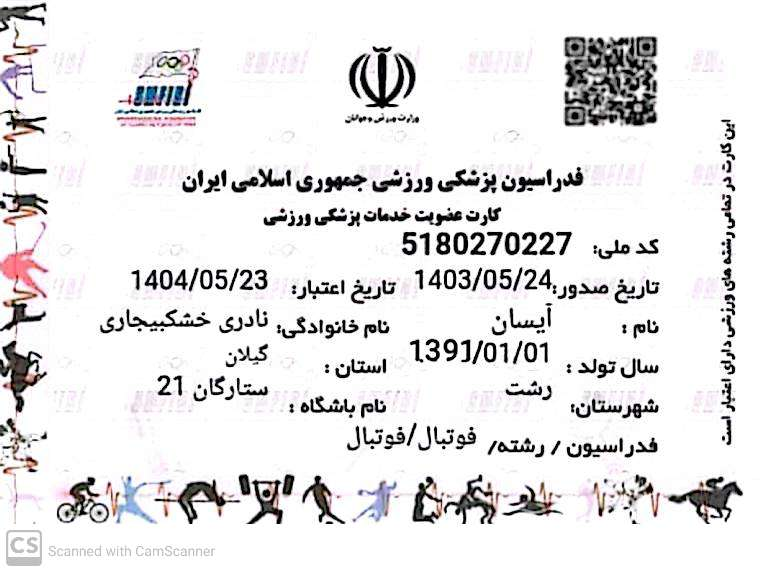 وزارت ورزش و جوانان
فدراسیون پزشکی ورزشی جمهوری اسلامی ایران
کارت عضویت خدمات پزشکی ورزشی
کد ملی: 5180270227
تاریخ صدور: 1403/05/24 تاریخ اعتبار: 1404/05/23
نام : آیسان نام خانوادگی: نادری خشکبیجاری
سال تولد : 1391/01/01 استان : گیلان
شهرستان: رشت نام باشگاه : ستارگان 21
فدراسیون / رشته/ فوتبال/فوتبال
این کارت در تمامی رشته های ورزشی دارای اعتبار است
CS Scanned with CamScanner